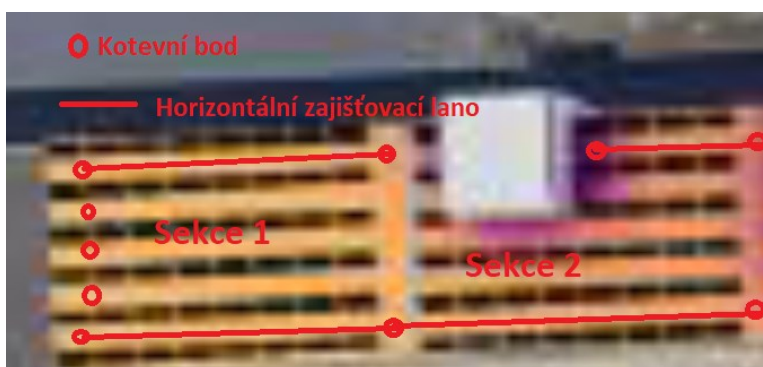 Kotevní bod
Horizontální zajišťovací lano
Sekce 1
Sekce 2